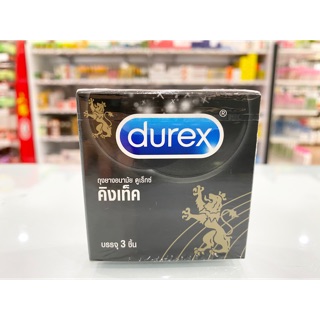 durex
®
ถุงยางอนามัย ดูเร็กซ์
คิงเท็ค
บรรจุ 3 ชิ้น